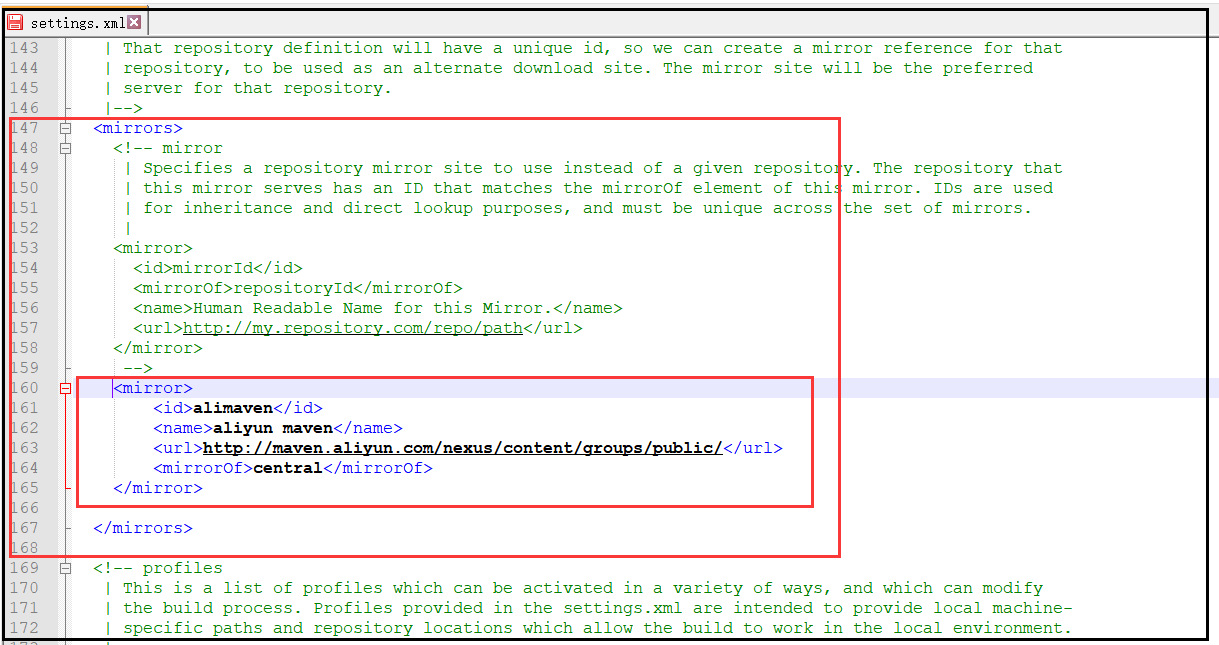 settings.xml
143 | That repository definition will have a unique id, so we can create a mirror reference for that
144 | repository, to be used as an alternate download site. The mirror site will be the preferred
145 | server for that repository.
146 |-->
147 <mirrors>
148 <!-- mirror
149 | Specifies a repository mirror site to use instead of a given repository. The repository that
150 | this mirror serves has an ID that matches the mirrorOf element of this mirror. IDs are used
151 | for inheritance and direct lookup purposes, and must be unique across the set of mirrors.
152 |
153 <mirror>
154 <id>mirrorId</id>
155 <mirrorOf>repositoryId</mirrorOf>
156 <name>Human Readable Name for this Mirror.</name>
157 <url>http://my.repository.com/repo/path</url>
158 </mirror>
159 -->
160 <mirror>
161 <id>alimaven</id>
162 <name>aliyun maven</name>
163 <url>http://maven.aliyun.com/nexus/content/groups/public/</url>
164 <mirrorOf>central</mirrorOf>
165 </mirror>
166
167 </mirrors>
168
169 <!-- profiles
170 | This is a list of profiles which can be activated in a variety of ways, and which can modify
171 | the build process. Profiles provided in the settings.xml are intended to provide local machine-
172 | specific paths and repository locations which allow the build to work in the local environment.